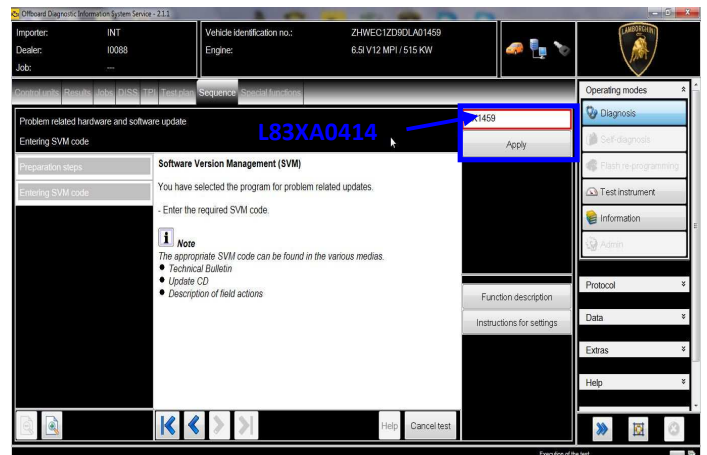 Offboard Diagnostic Information System Service - 2.1.1
Importer: INT
Dealer: I0088
Job: ---
Vehicle identification no.: ZHWEC1ZD9DLA01459
Engine: 6.5l V12 MPI / 515 KW
LAMBORGHINI
Control units Results Jobs DISS TPI Test plan Sequence Special functions
Operating modes
Problem related hardware and software update
Entering SVM code
L83XA0414
1459
Apply
Diagnosis
Self-diagnosis
Flash re-programming
Test instrument
Information
Admin
Preparation steps
Entering SVM code
Software Version Management (SVM)
You have selected the program for problem related updates.
- Enter the required SVM code.
i Note
The appropriate SVM code can be found in the various medias.
● Technical Bulletin
● Update CD
● Description of field actions
Function description
Instructions for settings
Protocol
Data
Extras
Help
Help
Cancel test
Execution of the test